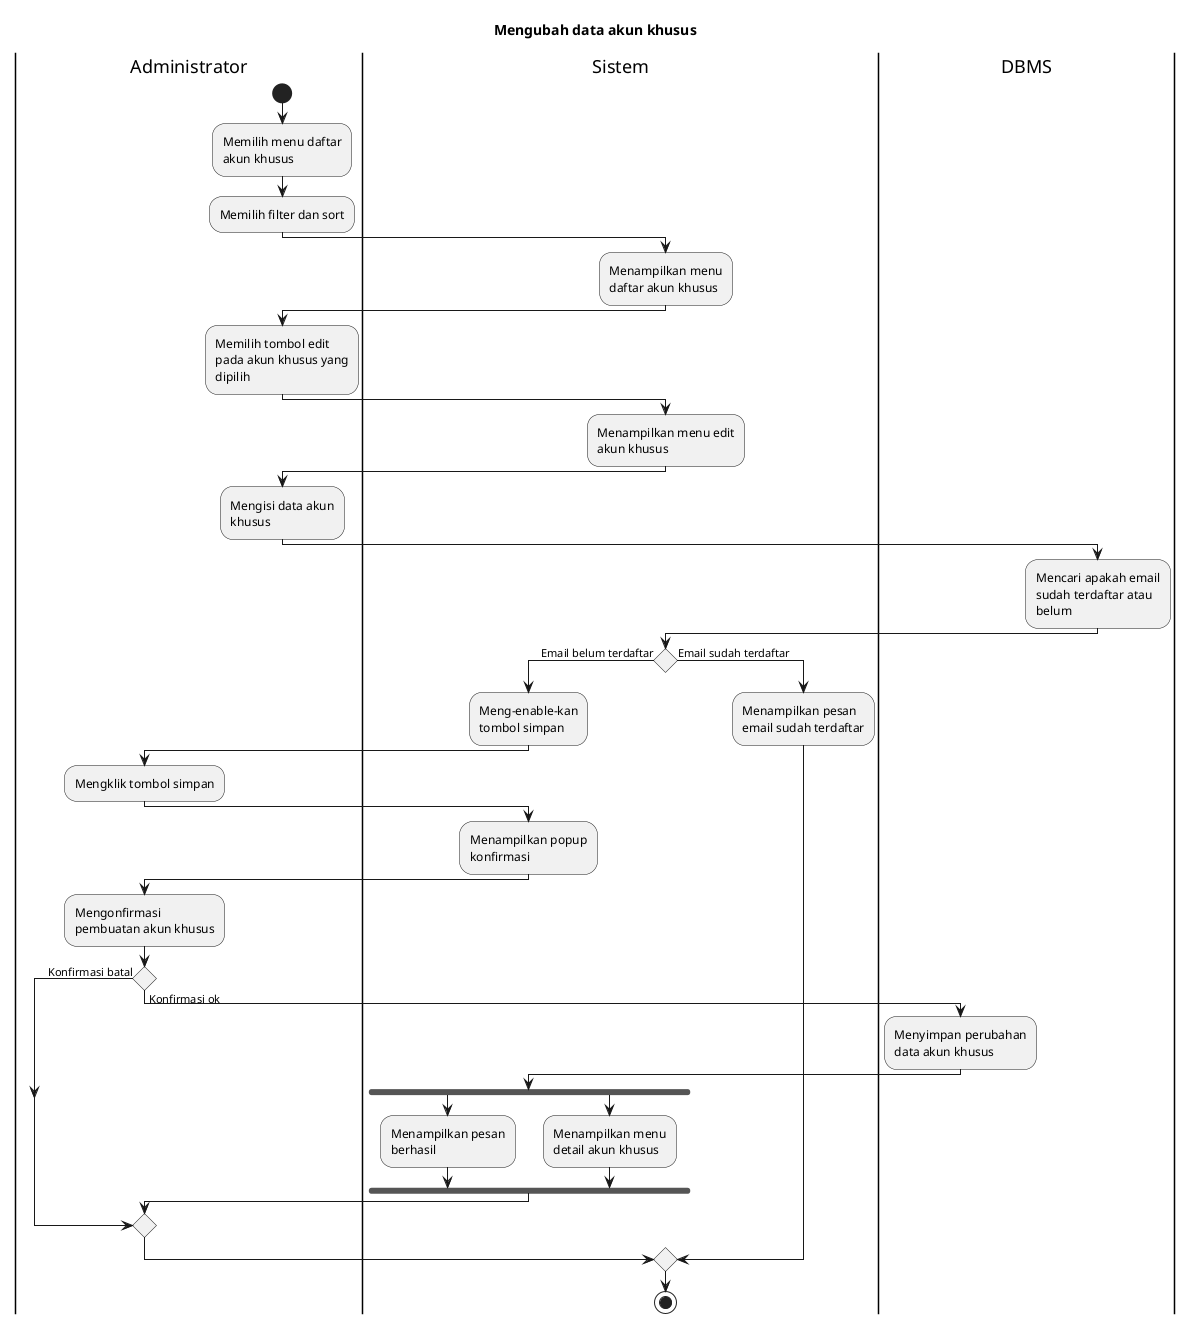 Mengubah data akun khusus
Administrator
Sistem
DBMS
Memilih menu daftar
akun khusus
Memilih filter dan sort
Menampilkan menu
daftar akun khusus
Memilih tombol edit
pada akun khusus yang
dipilih
Menampilkan menu edit
akun khusus
Mengisi data akun
khusus
Mencari apakah email
sudah terdaftar atau
belum
Email belum terdaftar
Email sudah terdaftar
Meng-enable-kan
tombol simpan
Menampilkan pesan
email sudah terdaftar
Mengklik tombol simpan
Menampilkan popup
konfirmasi
Mengonfirmasi
pembuatan akun khusus
Konfirmasi batal
Konfirmasi ok
Menyimpan perubahan
data akun khusus
Menampilkan pesan
berhasil
Menampilkan menu
detail akun khusus